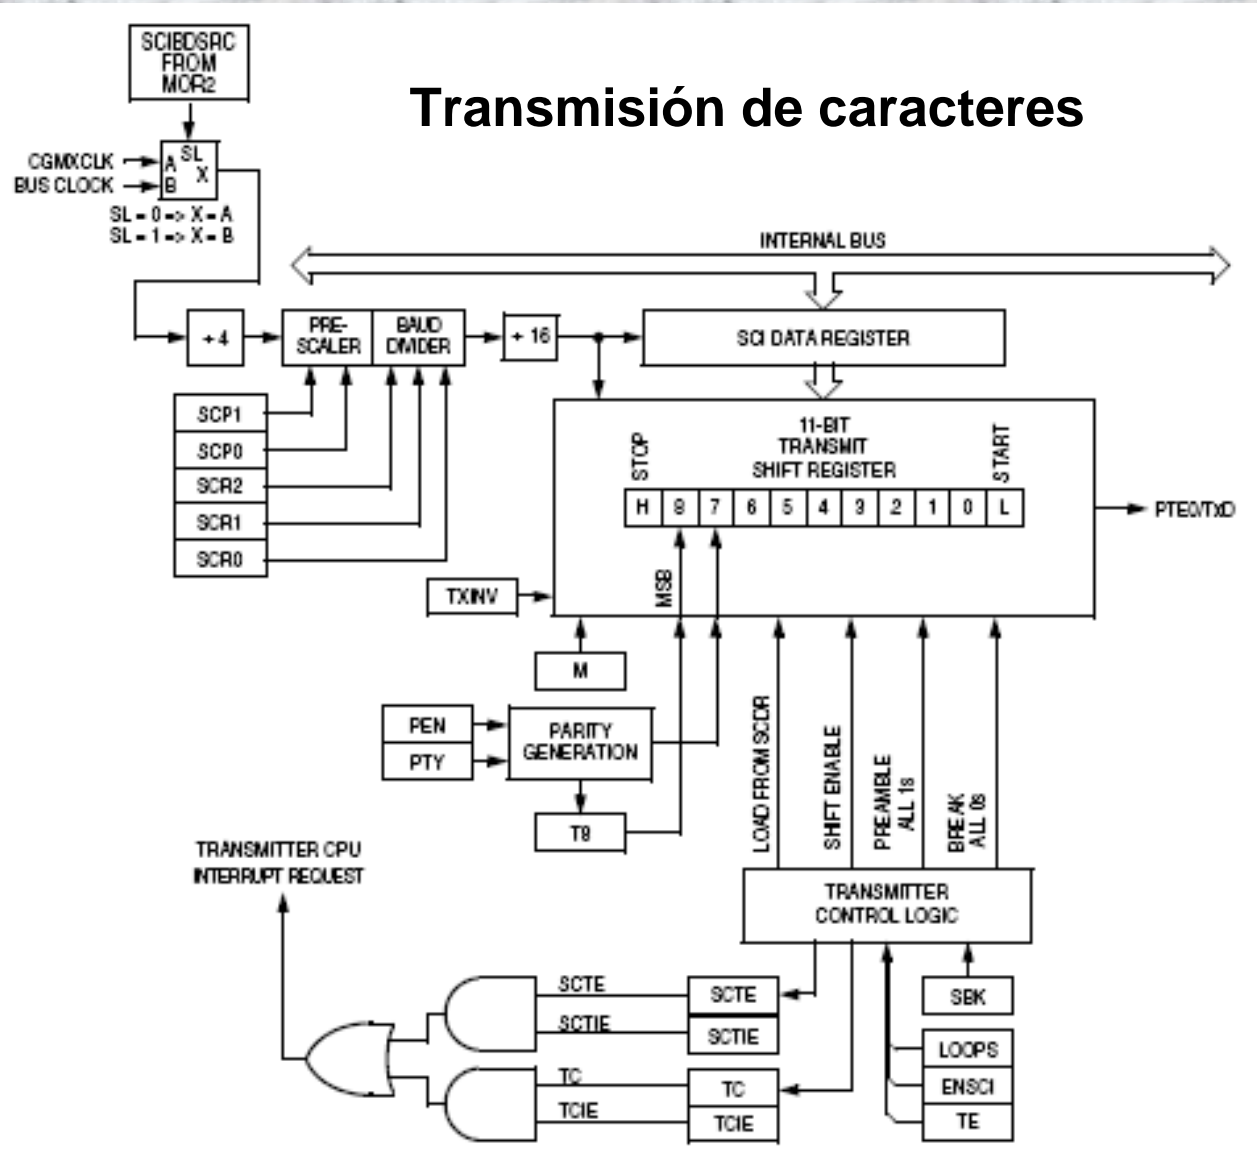 Transmisión de caracteres
SCIBDSRC
FROM
MOR2
CGMXCLK
BUS CLOCK
A
B
SL
X
SL = 0 => X = A
SL = 1 => X = B
INTERNAL BUS
÷ 4
PRE-
SCALER
BAUD
DIVIDER
÷ 16
SCI DATA REGISTER
SCP1
SCP0
SCR2
SCR1
SCR0
11-BIT
TRANSMIT
SHIFT REGISTER
STOP
START
H 8 7 6 5 4 3 2 1 0 L
PTE0/TxD
MSB
TXINV
M
PEN
PTY
PARITY
GENERATION
T8
LOAD FROM SCDR
SHIFT ENABLE
PREAMBLE
ALL 1s
BREAK
ALL 0s
TRANSMITTER CPU
INTERRUPT REQUEST
TRANSMITTER
CONTROL LOGIC
SCTE
SCTE
SCTIE
SCTIE
TC
TC
TCIE
TCIE
SBK
LOOPS
ENSCI
TE